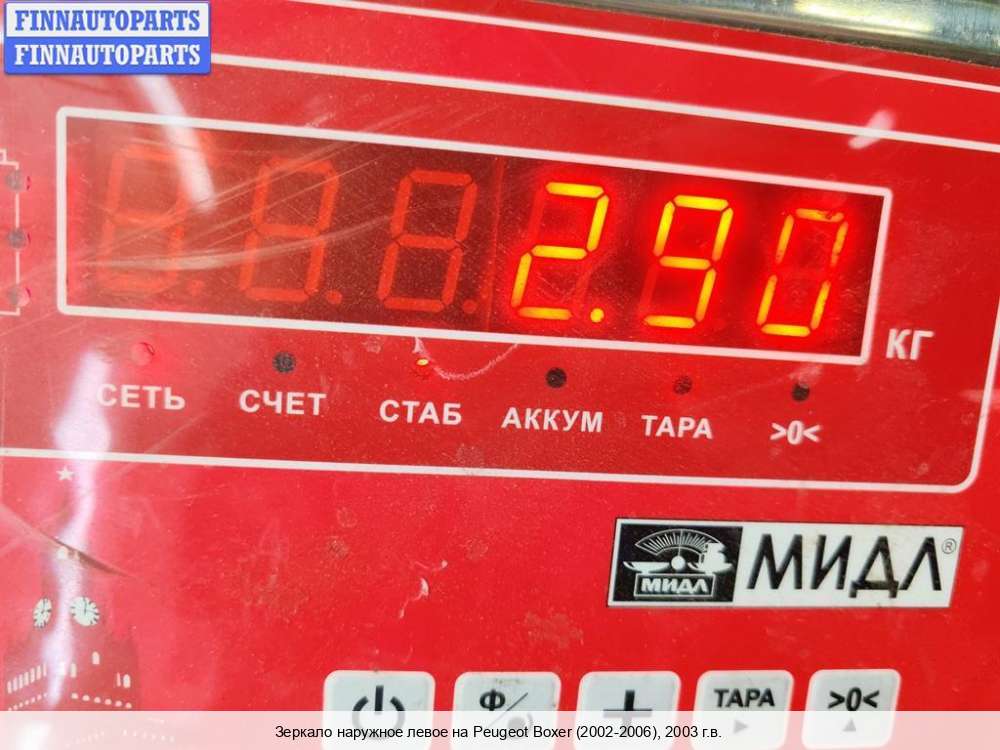 FINNAUTOPARTS
FINNAUTOPARTS
2.90
КГ
СЕТЬ СЧЕТ СТАБ АККУМ ТАРА >0<
МИДЛ МИДЛ®
Ф ТАРА >0<
Зеркало наружное левое на Peugeot Boxer (2002-2006), 2003 г.в.